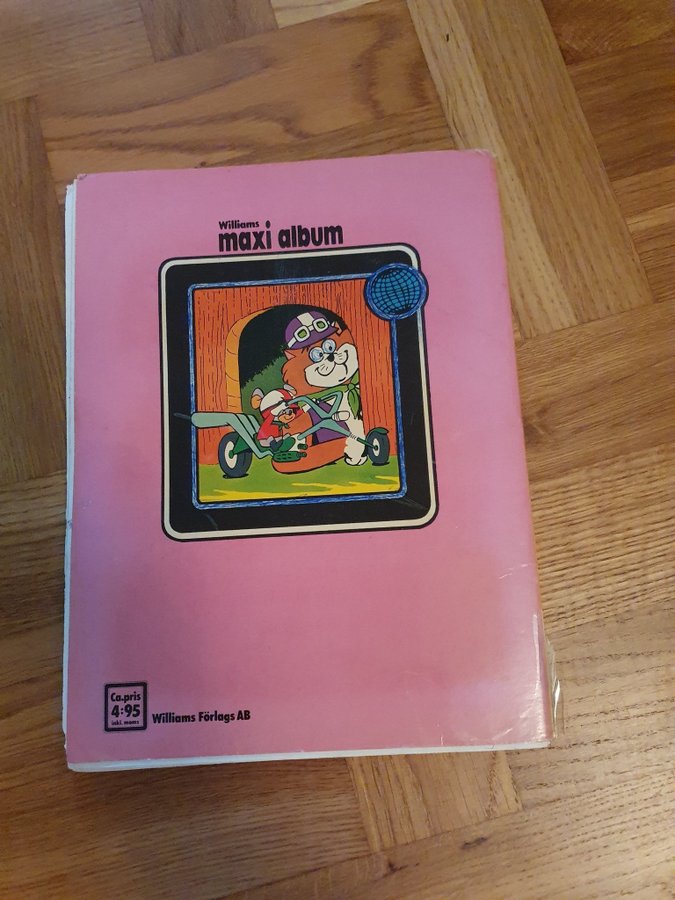 Williams
maxi album
Ca.pris
4:95
inkl. moms
Williams Förlags AB